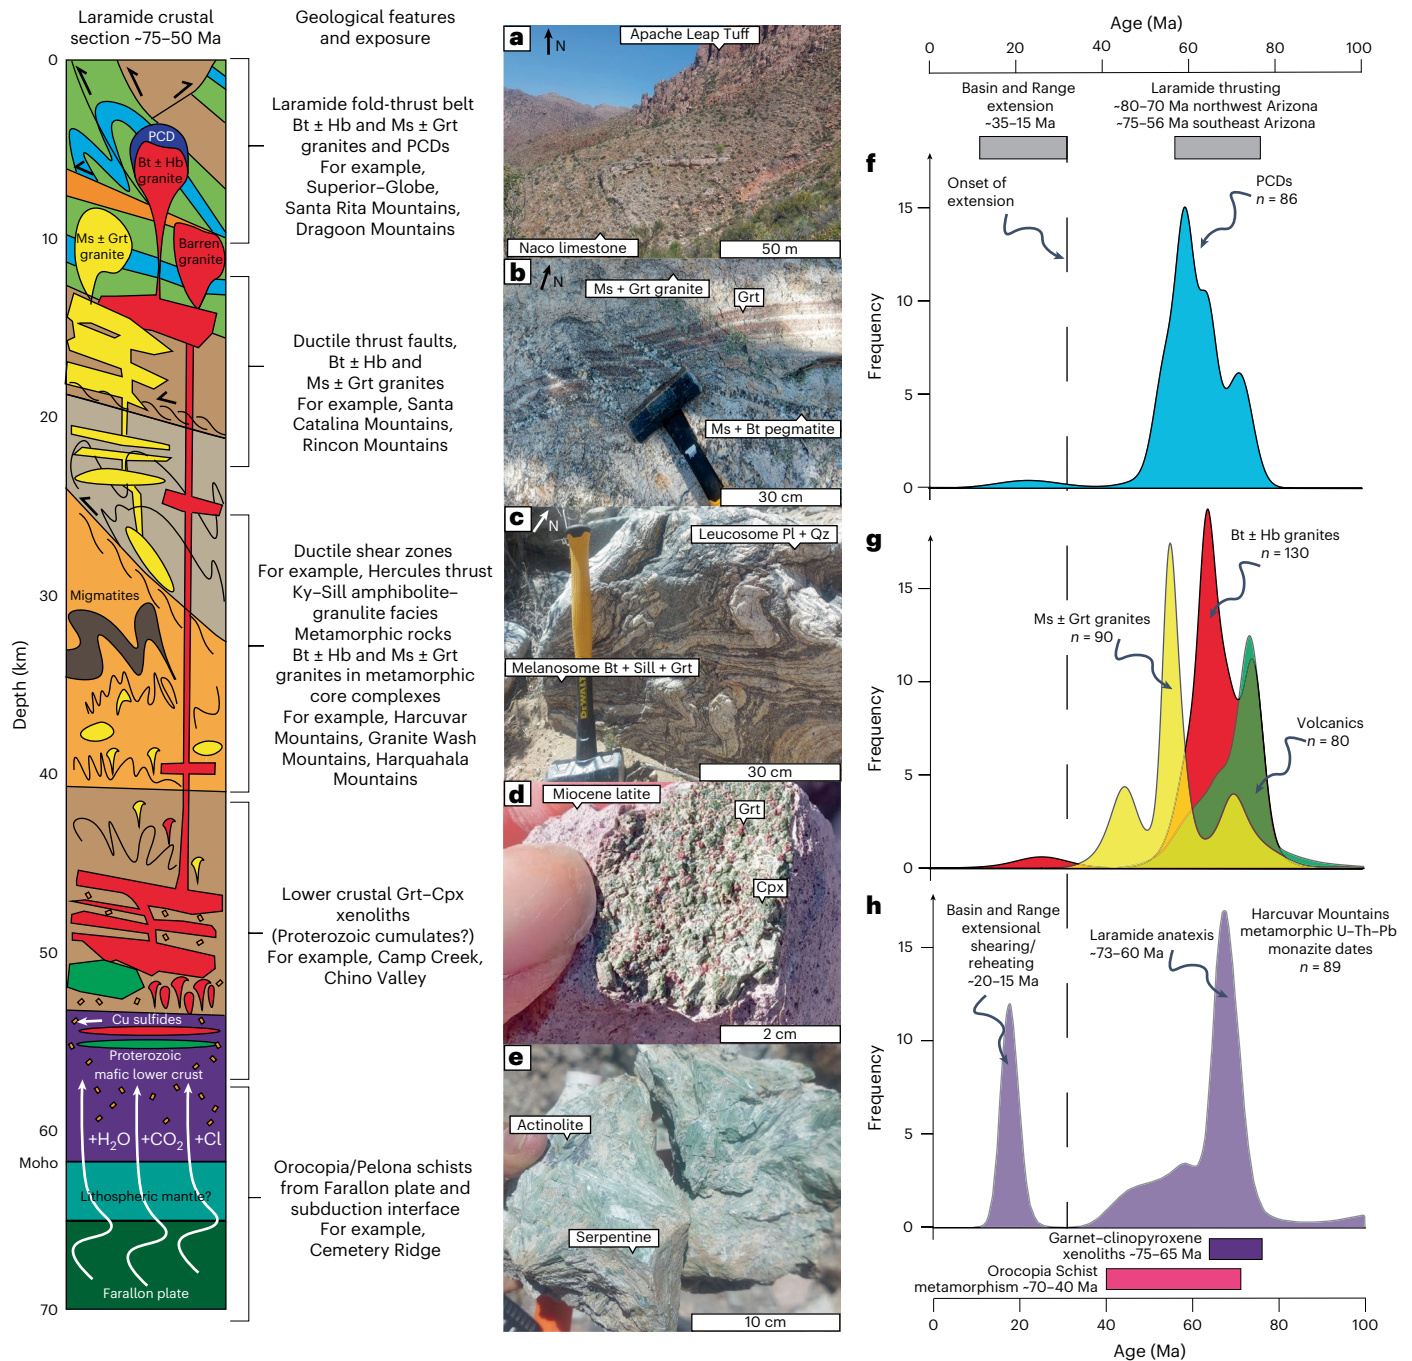 Laramide crustal
section ~75–50 Ma
Geological features
and exposure
Depth (km)
0
10
20
30
40
50
60
Moho
70
PCD
Bt ± Hb
granite
Ms ± Grt
granite
Barren
granite
Migmatites
Cu sulfides
Proterozoic
mafic lower crust
+H2O
+CO2
+Cl
Lithospheric mantle?
Farallon plate
Laramide fold-thrust belt
Bt ± Hb and Ms ± Grt
granites and PCDs
For example,
Superior–Globe,
Santa Rita Mountains,
Dragoon Mountains
Ductile thrust faults,
Bt ± Hb and
Ms ± Grt granites
For example, Santa
Catalina Mountains,
Rincon Mountains
Ductile shear zones
For example, Hercules thrust
Ky–Sill amphibolite–
granulite facies
Metamorphic rocks
Bt ± Hb and Ms ± Grt
granites in metamorphic
core complexes
For example, Harcuvar
Mountains, Granite Wash
Mountains, Harquahala
Mountains
Lower crustal Grt–Cpx
xenoliths
(Proterozoic cumulates?)
For example, Camp Creek,
Chino Valley
Orocopia/Pelona schists
from Farallon plate and
subduction interface
For example,
Cemetery Ridge
a
N
Apache Leap Tuff
Naco limestone
50 m
b
N
Ms + Grt granite
Grt
Ms + Bt pegmatite
30 cm
c
N
Leucosome Pl + Qz
Melanosome Bt + Sill + Grt
DEWALT
30 cm
d
Miocene latite
Grt
Cpx
2 cm
e
Actinolite
Serpentine
10 cm
Age (Ma)
0 20 40 60 80 100
Basin and Range
extension
~35–15 Ma
Laramide thrusting
~80–70 Ma northwest Arizona
~75–56 Ma southeast Arizona
f
Onset of
extension
PCDs
n = 86
Frequency
15
10
5
0
g
Bt ± Hb granites
n = 130
Ms ± Grt granites
n = 90
Volcanics
n = 80
Frequency
15
10
5
0
h
Basin and Range
extensional
shearing/
reheating
~20–15 Ma
Laramide anatexis
~73–60 Ma
Harcuvar Mountains
metamorphic U–Th–Pb
monazite dates
n = 89
Frequency
15
10
5
0
Garnet–clinopyroxene
xenoliths ~75–65 Ma
Orocopia Schist
metamorphism ~70–40 Ma
0 20 40 60 80 100
Age (Ma)